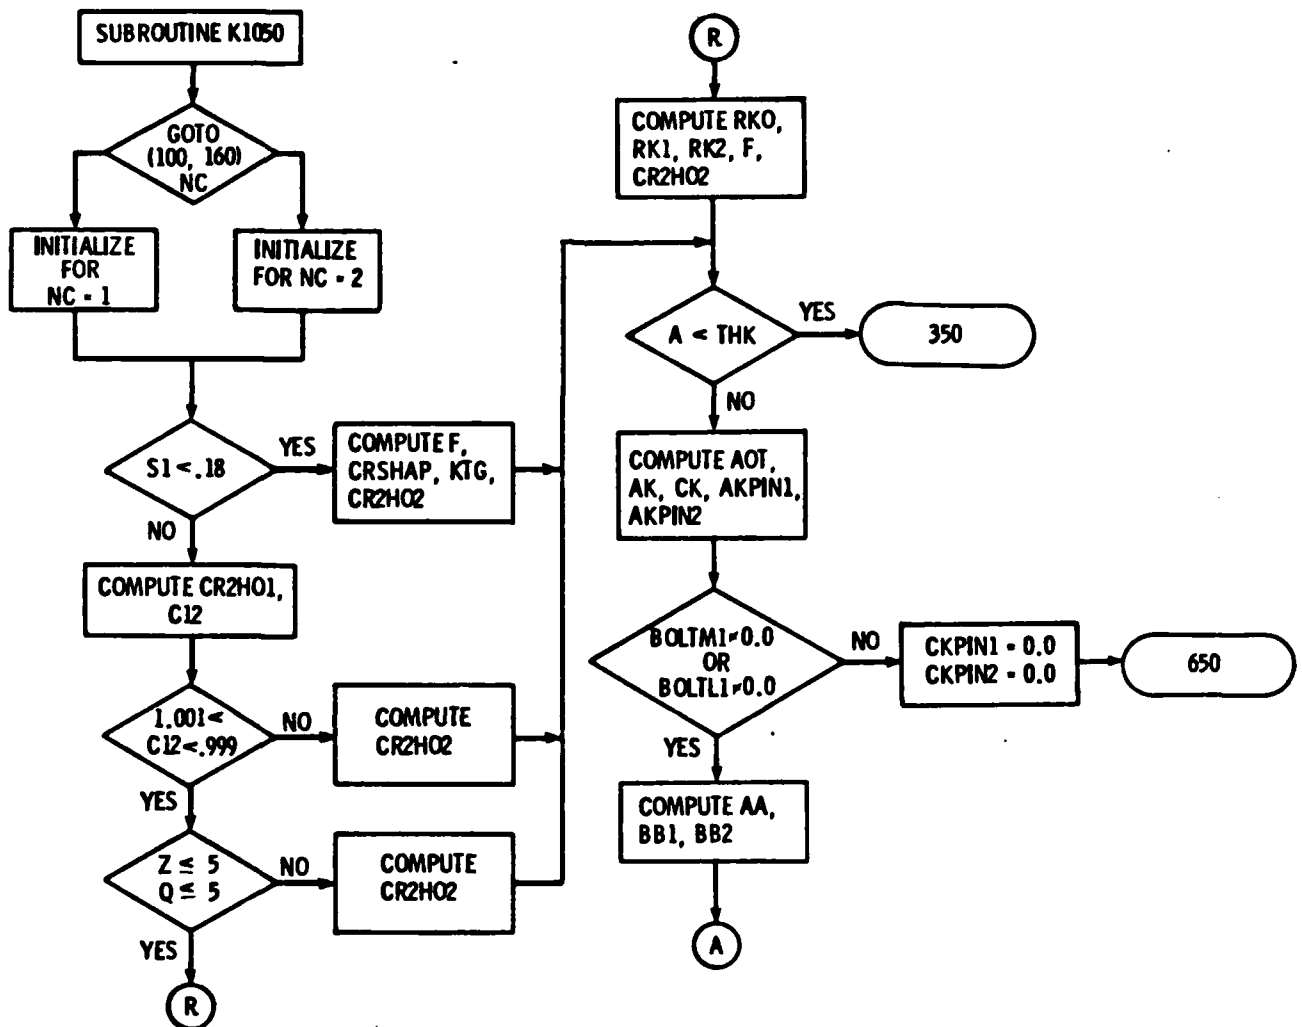 SUBROUTINE K1050
GOTO
(100, 160)
NC
INITIALIZE
FOR
NC = 1
INITIALIZE
FOR NC = 2
S1 < .18
YES
COMPUTE F,
CRSHAP, KTG,
CR2HO2
NO
COMPUTE CR2HO1,
C12
1.001 <
C12 < .999
NO
COMPUTE
CR2HO2
YES
Z ≤ 5
Q ≤ 5
NO
COMPUTE
CR2HO2
YES
R
R
COMPUTE RKO,
RK1, RK2, F,
CR2HO2
A < THK
YES
350
NO
COMPUTE AOT,
AK, CK, AKPIN1,
AKPIN2
BOLTM1≠0.0
OR
BOLTL1≠0.0
NO
CKPIN1 = 0.0
CKPIN2 = 0.0
650
YES
COMPUTE AA,
BB1, BB2
A